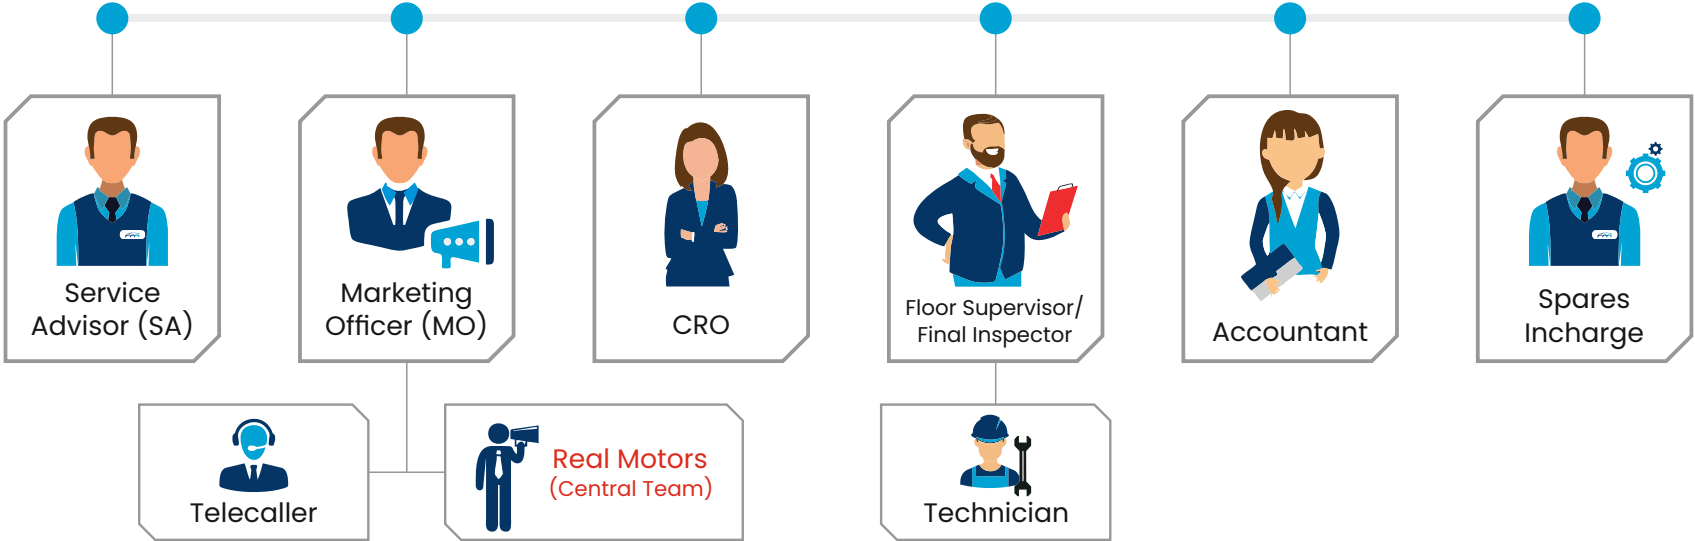 Service
Advisor (SA)
Marketing
Officer (MO)
CRO
Floor Supervisor/
Final Inspector
Accountant
Spares
Incharge
Telecaller
Real Motors
(Central Team)
Technician